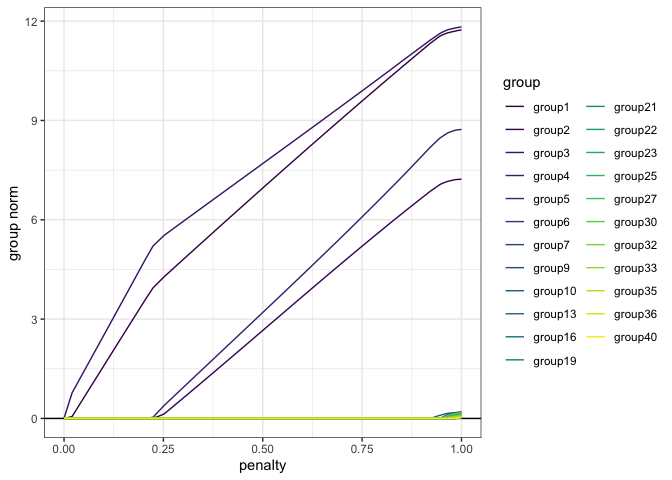 12
9
6
3
0
group norm
0.00
0.25
0.50
0.75
1.00
penalty
group
group1
group2
group3
group4
group5
group6
group7
group9
group10
group13
group16
group19
group21
group22
group23
group25
group27
group30
group32
group33
group35
group36
group40